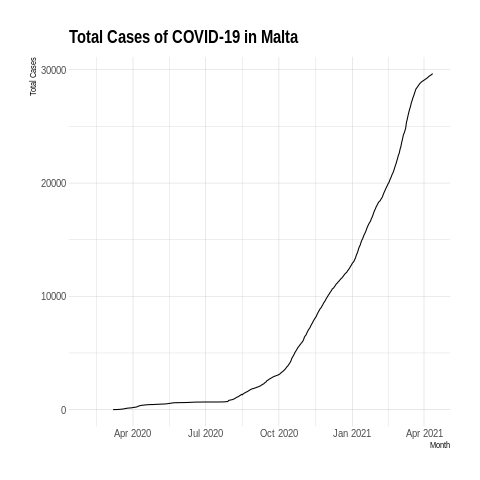 Total Cases of COVID-19 in Malta
Total Cases
30000
20000
10000
0
Apr 2020 Jul 2020 Oct 2020 Jan 2021 Apr 2021
Month